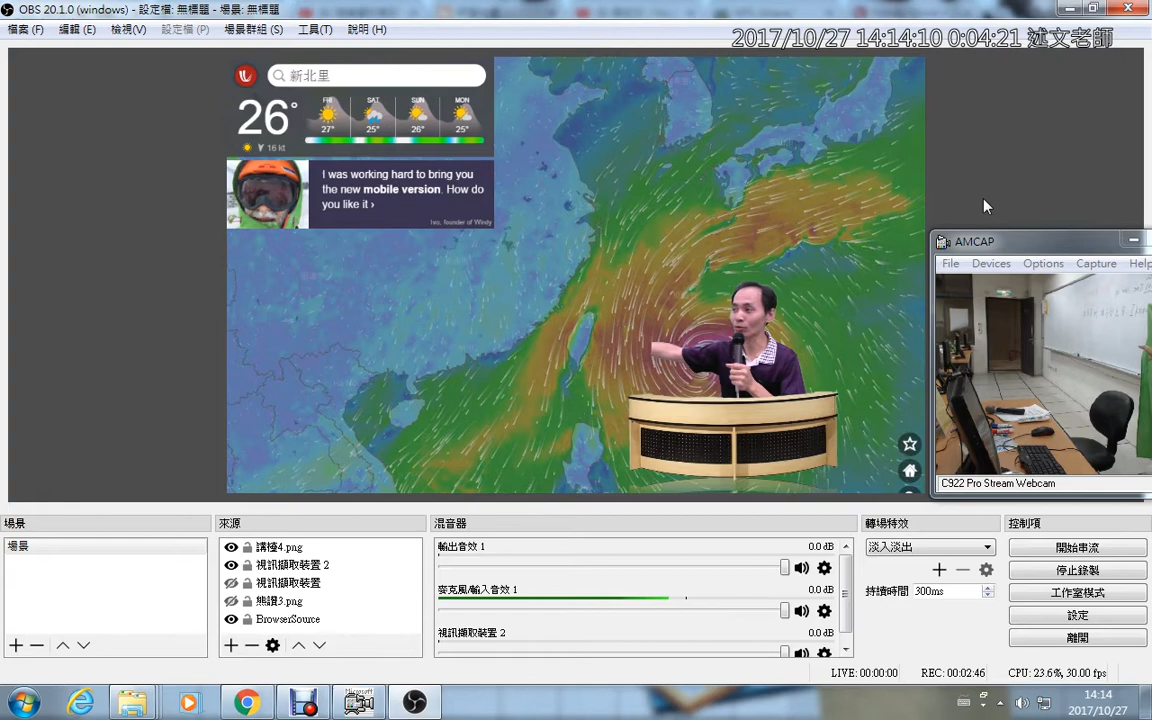 OBS 20.1.0 (windows) - 設定檔: 無標題 - 場景: 無標題
檔案 (F) 編輯 (E) 檢視(V) 設定檔 (P) 場景群組 (S) 工具(T) 說明 (H)
2017/10/27 14:14:10 0:04:21 述文老師
新北里
26°
FRI SAT SUN MON
27° 25° 26° 25°
16 kt
I was working hard to bring you
the new mobile version. How do
you like it ›
Ivo, founder of Windy
AMCAP
File Devices Options Capture Help
C922 Pro Stream Webcam
場景
場景
來源
講檯4.png
視訊擷取裝置 2
視訊擷取裝置
熊讚3.png
BrowserSource
混音器
輸出音效 1 0.0 dB
麥克風/輸入音效 1 0.0 dB
視訊擷取裝置 2 0.0 dB
轉場特效
淡入淡出
持續時間 300ms
控制項
開始串流
停止錄製
工作室模式
設定
離開
LIVE: 00:00:00 REC: 00:02:46 CPU: 23.6%, 30.00 fps
14:14
2017/10/27